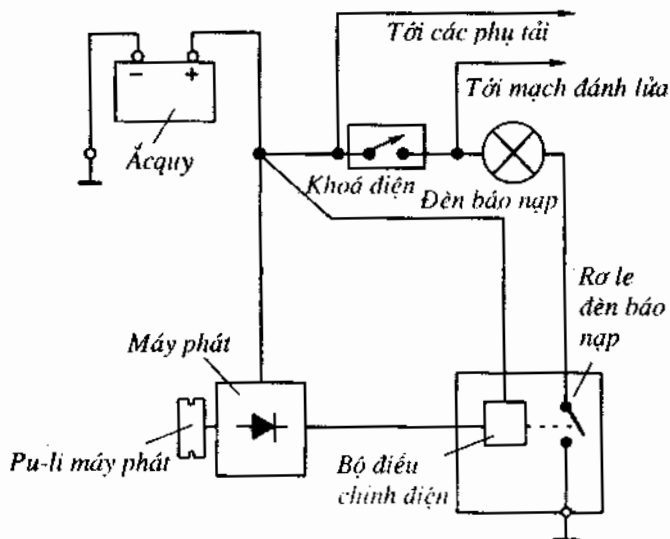 Tới các phụ tải
Tới mạch đánh lửa
− +
Ắcquy
Khoá điện
Đèn báo nạp
Rơ le
đèn báo
nạp
Máy phát
Pu-li máy phát
Bộ điều
chỉnh điện